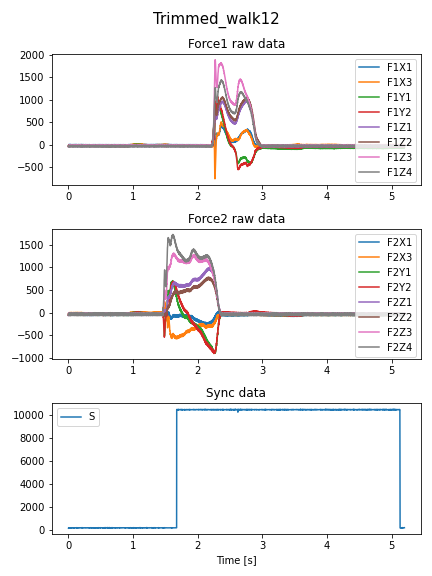 Trimmed_walk12
Force1 raw data
2000
1500
1000
500
0
−500
F1X1
F1X3
F1Y1
F1Y2
F1Z1
F1Z2
F1Z3
F1Z4
0 1 2 3 4 5
Force2 raw data
1500
1000
500
0
−500
−1000
F2X1
F2X3
F2Y1
F2Y2
F2Z1
F2Z2
F2Z3
F2Z4
0 1 2 3 4 5
Sync data
10000
8000
6000
4000
2000
0
S
0 1 2 3 4 5
Time [s]